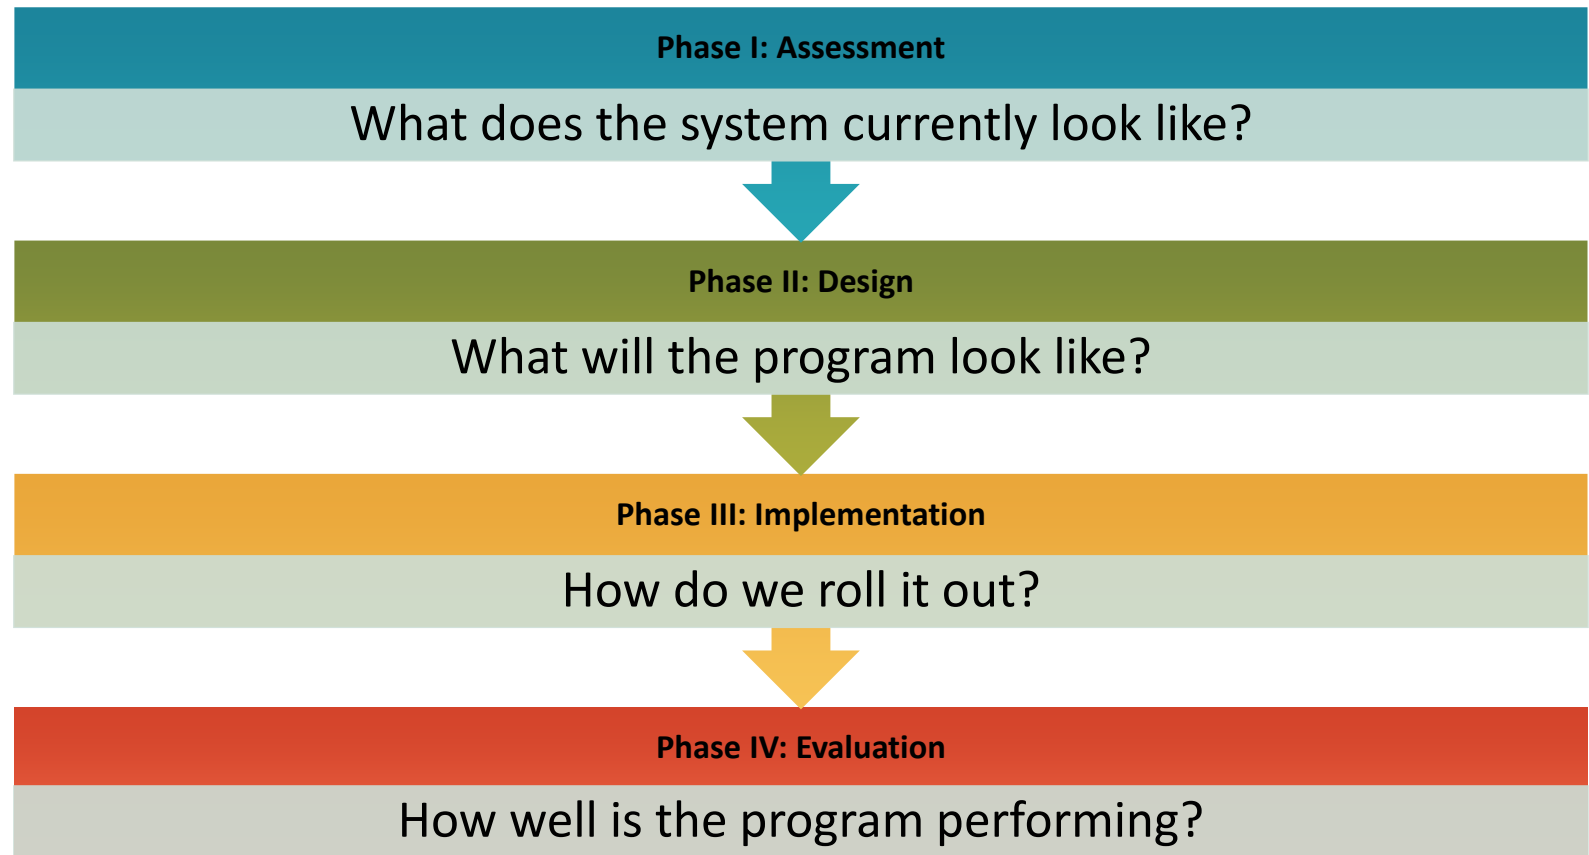 Phase I: Assessment
What does the system currently look like?
Phase II: Design
What will the program look like?
Phase III: Implementation
How do we roll it out?
Phase IV: Evaluation
How well is the program performing?